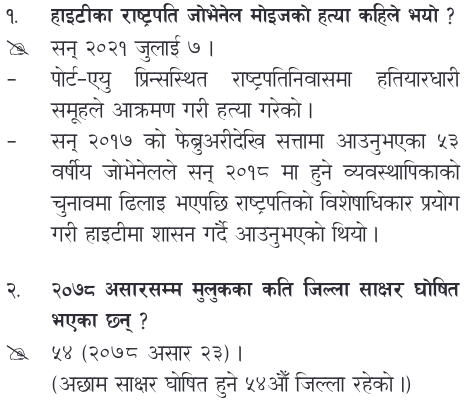 १. हाइटीका राष्ट्रपति जोभेनेल मोइजको हत्या कहिले भयो ?
सन् २०२१ जुलाई ७ ।
– पोर्ट–एयु प्रिन्सस्थित राष्ट्रपतिनिवासमा हतियारधारी
समूहले आक्रमण गरी हत्या गरेको ।
– सन् २०१७ को फेब्रुअरीदेखि सत्तामा आउनुभएका ५३
वर्षीय जोभेनेलले सन् २०१८ मा हुने व्यवस्थापिकाको
चुनावमा ढिलाइ भएपछि राष्ट्रपतिको विशेषाधिकार प्रयोग
गरी हाइटीमा शासन गर्दै आउनुभएको थियो ।
२. २०७८ असारसम्म मुलुकका कति जिल्ला साक्षर घोषित
भएका छन् ?
५४ (२०७८ असार २३) ।
(अछाम साक्षर घोषित हुने ५४औँ जिल्ला रहेको ।)